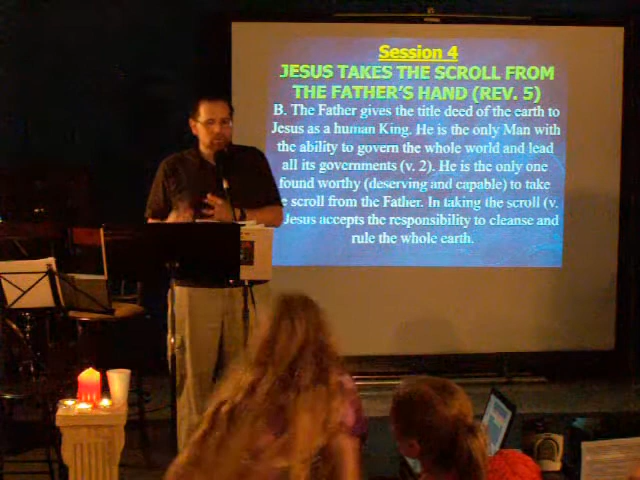 Session 4
JESUS TAKES THE SCROLL FROM
THE FATHER'S HAND (REV. 5)
B. The Father gives the title deed of the earth to
Jesus as a human King. He is the only Man with
the ability to govern the whole world and lead
all its governments (v. 2). He is the only one
found worthy (deserving and capable) to take
scroll from the Father. In taking the scroll (v.
Jesus accepts the responsibility to cleanse and
rule the whole earth.